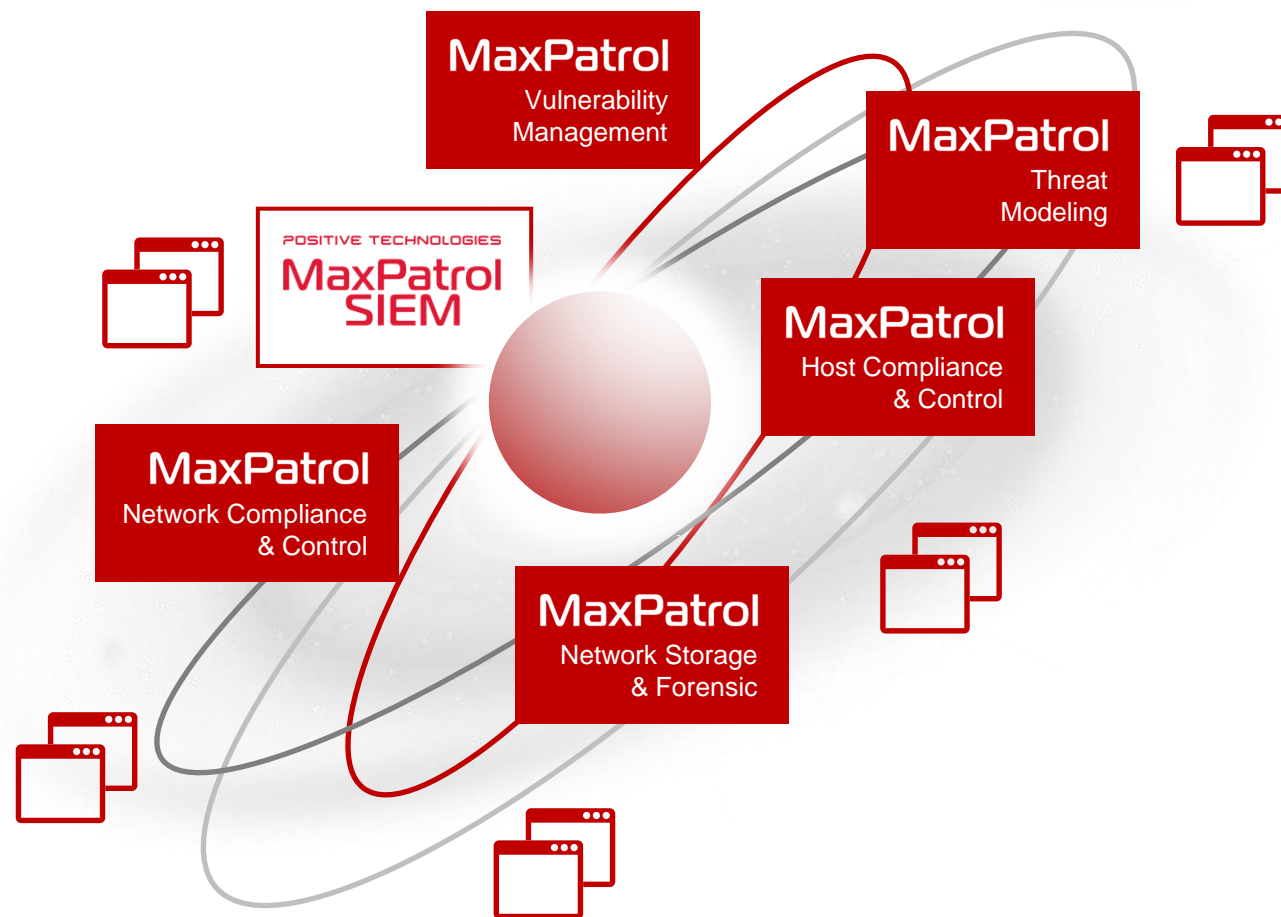 MaxPatrol
Vulnerability
Management
MaxPatrol
Threat
Modeling
POSITIVE TECHNOLOGIES
MaxPatrol
SIEM
MaxPatrol
Host Compliance
& Control
MaxPatrol
Network Compliance
& Control
MaxPatrol
Network Storage
& Forensic